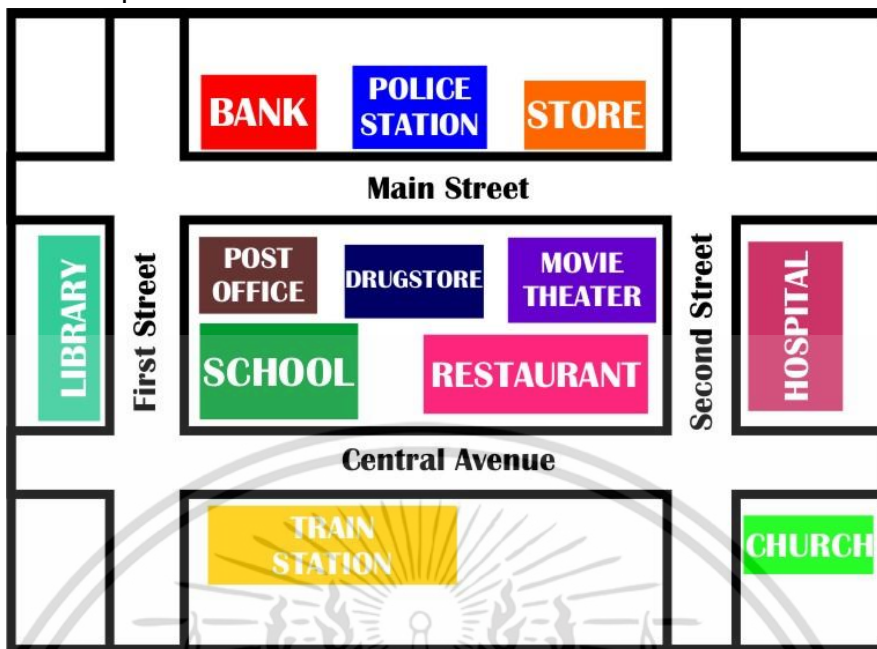 BANK
POLICE
STATION
STORE
Main Street
LIBRARY
First Street
POST
OFFICE
DRUGSTORE
MOVIE
THEATER
SCHOOL
RESTAURANT
Second Street
HOSPITAL
Central Avenue
TRAIN
STATION
CHURCH